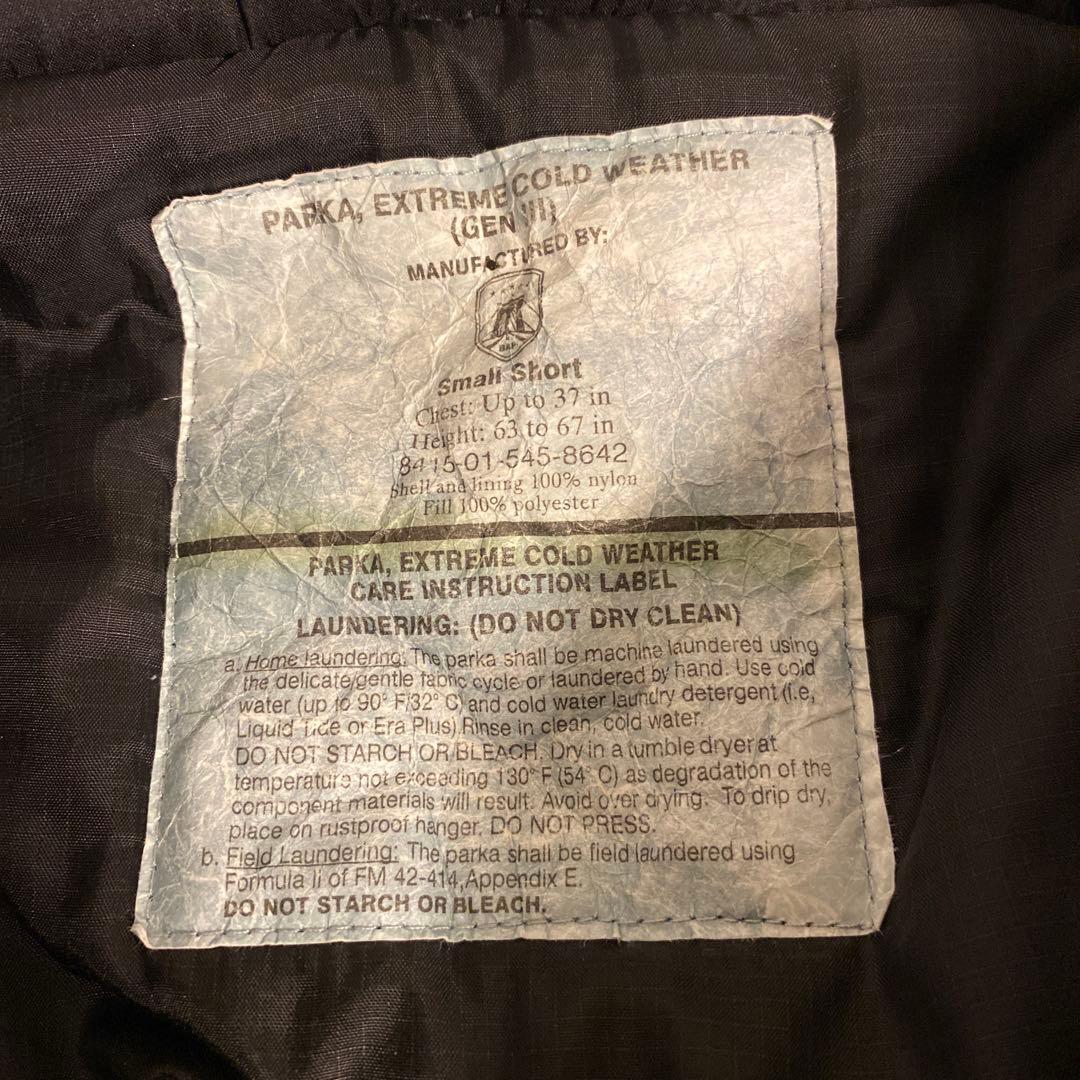 PARKA, EXTREME COLD WEATHER
(GEN III)
MANUFACTURED BY:
Small Short
Chest: Up to 37 in
Height: 63 to 67 in
8415-01-545-8642
Shell and lining 100% nylon
Fill 100% polyester
PARKA, EXTREME COLD WEATHER
CARE INSTRUCTION LABEL
LAUNDERING: (DO NOT DRY CLEAN)
a. Home laundering: The parka shall be machine laundered using
the delicate/gentle fabric cycle or laundered by hand. Use cold
water (up to 90° F/32° C) and cold water laundry detergent (i.e,
Liquid Tide or Era Plus) Rinse in clean, cold water.
DO NOT STARCH OR BLEACH. Dry in a tumble dryer at
temperature not exceeding 130° F (54° C) as degradation of the
component materials will result. Avoid over drying. To drip dry,
place on rustproof hanger. DO NOT PRESS.
b. Field Laundering: The parka shall be field laundered using
Formula II of FM 42-414, Appendix E.
DO NOT STARCH OR BLEACH.